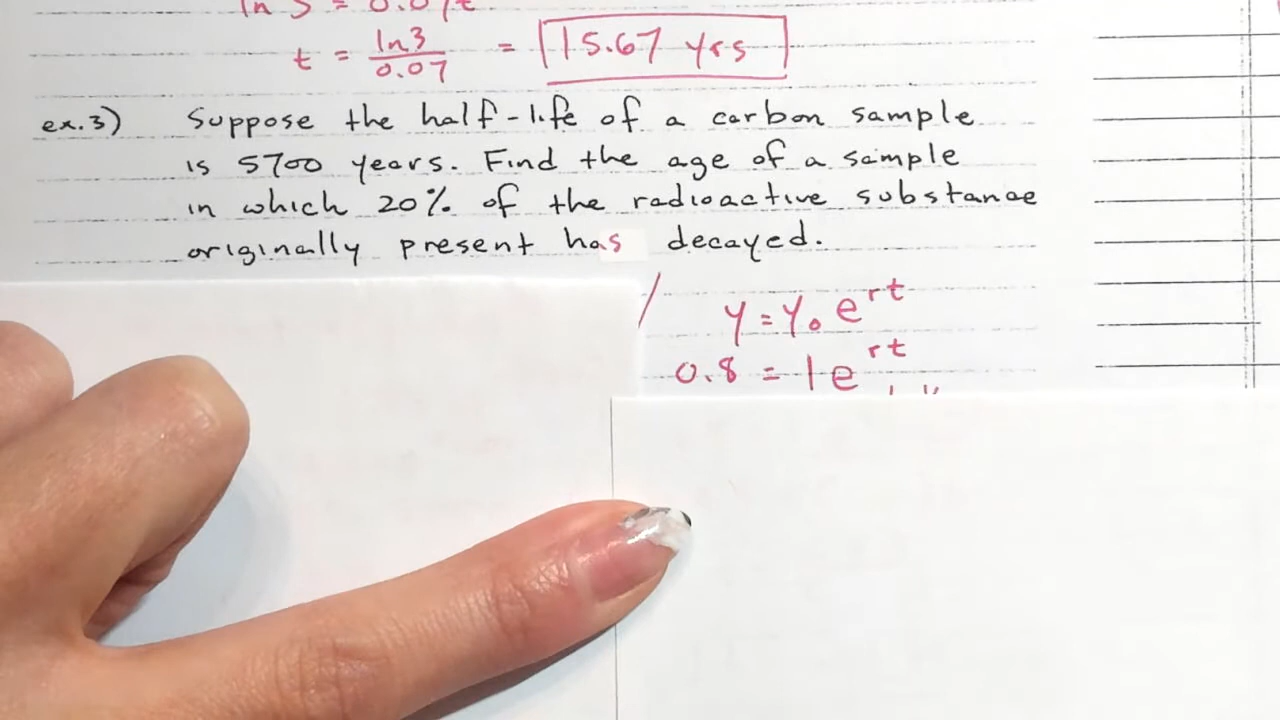 t = ln3/0.07 = 15.67 yrs
ex.3) Suppose the half-life of a carbon sample
is 5700 years. Find the age of a sample
in which 20% of the radioactive substance
originally present has decayed.
/ y = y₀ e^rt
0.8 = 1e^rt